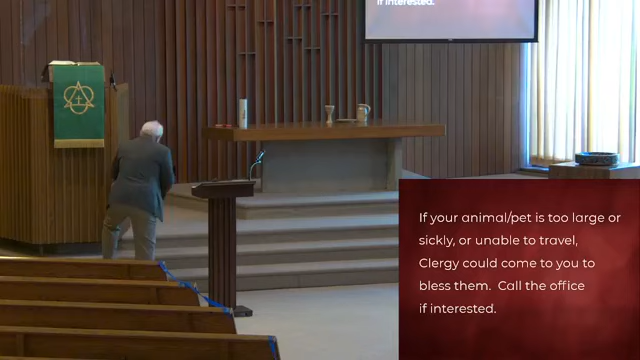 if interested.
If your animal/pet is too large or
sickly, or unable to travel,
Clergy could come to you to
bless them.  Call the office
if interested.